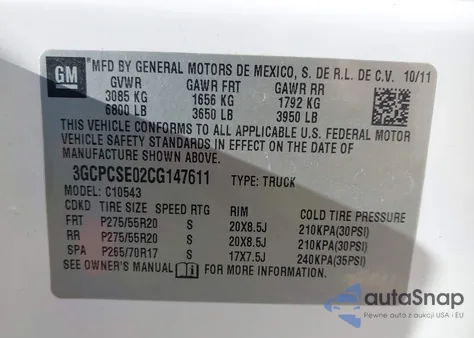 GM
MFD BY GENERAL MOTORS DE MEXICO, S. DE R.L. DE C.V. 10/11
GVWR GAWR FRT GAWR RR
3085 KG 1656 KG 1792 KG
6800 LB 3650 LB 3950 LB
THIS VEHICLE CONFORMS TO ALL APPLICABLE U.S. FEDERAL MOTOR
VEHICLE SAFETY STANDARDS IN EFFECT ON THE DATE OF
MANUFACTURE SHOWN ABOVE.
3GCPCSE02CG147611 TYPE: TRUCK
MODEL: C10543
CDKD TIRE SIZE SPEED RTG RIM COLD TIRE PRESSURE
FRT P275/55R20 S 20X8.5J 210KPA(30PSI)
RR P275/55R20 S 20X8.5J 210KPA(30PSI)
SPA P265/70R17 S 17X7.5J 240KPA(35PSI)
SEE OWNER'S MANUAL FOR MORE INFORMATION.
autaSnap
Pewne auta z USA i EU